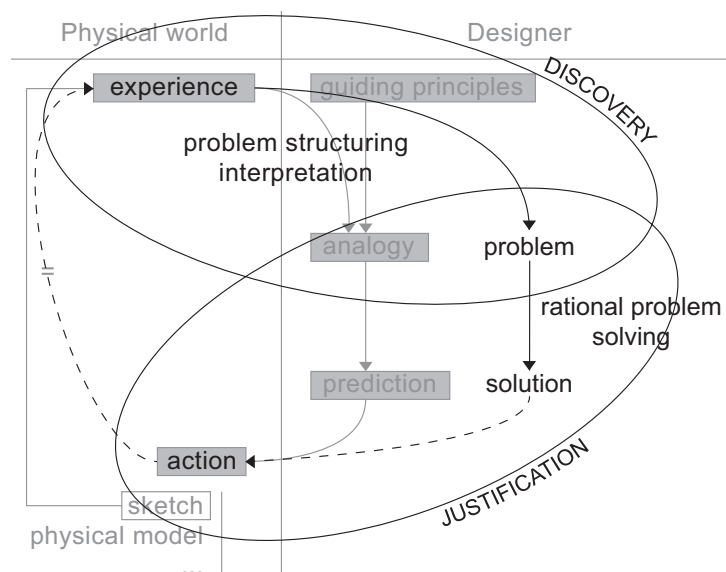 Physical world
Designer
DISCOVERY
experience
guiding principles
problem structuring
interpretation
analogy
problem
rational problem
solving
prediction
solution
action
JUSTIFICATION
sketch
physical model
...